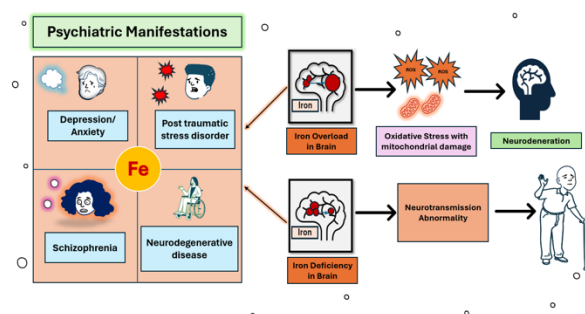 Psychiatric Manifestations
Depression/
Anxiety
Post traumatic
stress disorder
Fe
Schizophrenia
Neurodegenerative
disease
Iron
Iron Overload
in Brain
ROS
ROS
Oxidative Stress with
mitochondrial damage
Neurodeneration
Iron
Iron Deficiency
in Brain
Neurotransmission
Abnormality